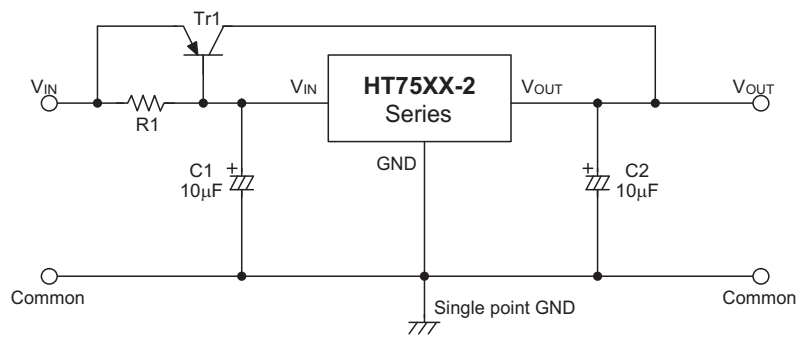 Tr1
VIN
R1
VIN
HT75XX-2
Series
VOUT
VOUT
GND
C1
10μF
+
C2
10μF
+
Common
Single point GND
Common